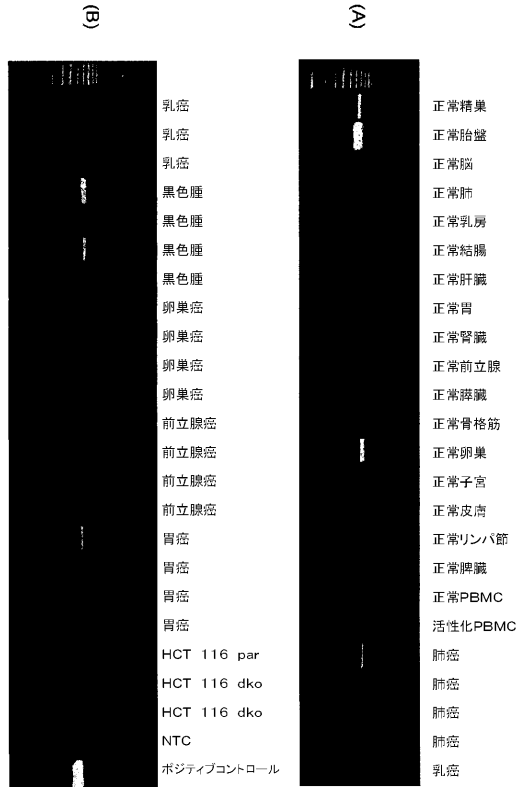 (B)
乳癌
乳癌
乳癌
黒色腫
黒色腫
黒色腫
黒色腫
卵巣癌
卵巣癌
卵巣癌
卵巣癌
前立腺癌
前立腺癌
前立腺癌
前立腺癌
胃癌
胃癌
胃癌
胃癌
HCT 116 par
HCT 116 dko
HCT 116 dko
NTC
ポジティブコントロール
(A)
正常精巣
正常胎盤
正常脳
正常肺
正常乳房
正常結腸
正常肝臓
正常胃
正常腎臓
正常前立腺
正常膵臓
正常骨格筋
正常卵巣
正常子宮
正常皮膚
正常リンパ節
正常脾臓
正常PBMC
活性化PBMC
肺癌
肺癌
肺癌
肺癌
乳癌